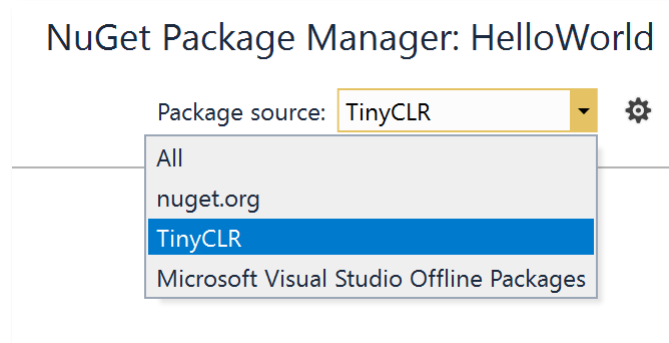 NuGet Package Manager: HelloWorld
Package source: TinyCLR
All
nuget.org
TinyCLR
Microsoft Visual Studio Offline Packages